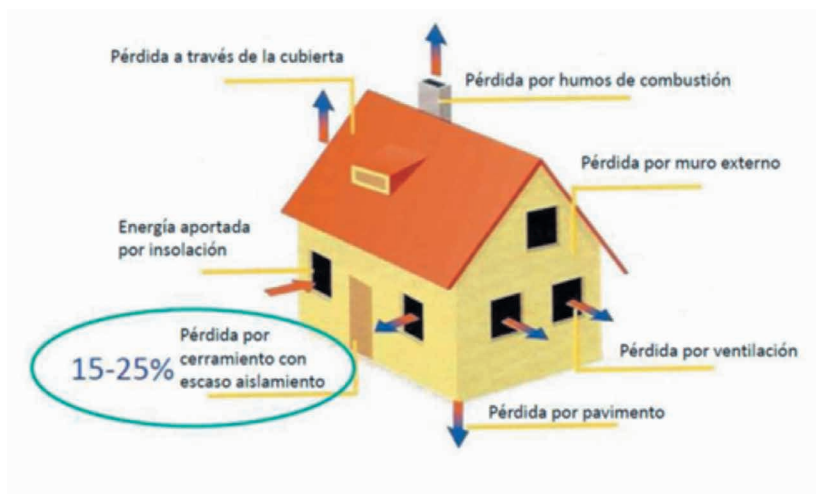 Pérdida a través de la cubierta
Pérdida por humos de combustión
Pérdida por muro externo
Energía aportada
por insolación
15-25%
Pérdida por
cerramiento con
escaso aislamiento
Pérdida por ventilación
Pérdida por pavimento